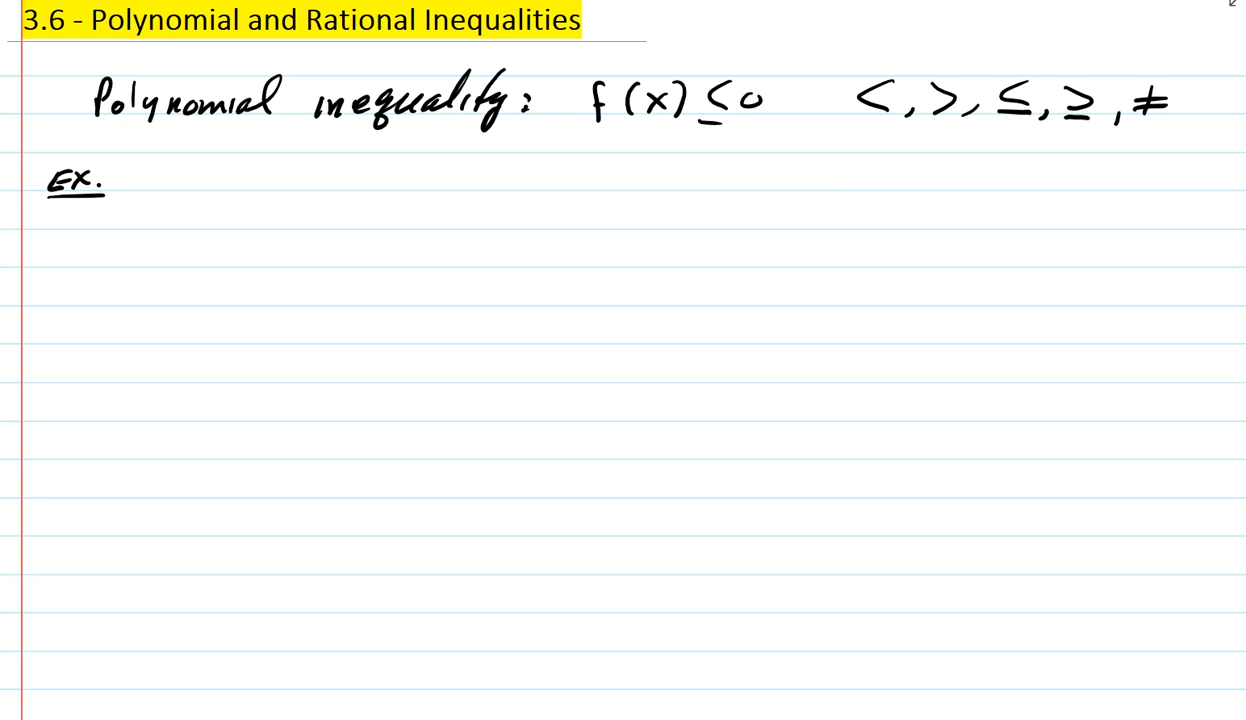 3.6 - Polynomial and Rational Inequalities
Polynomial inequality: f(x) ≤ 0 <, >, ≤, ≥, ≠
EX.